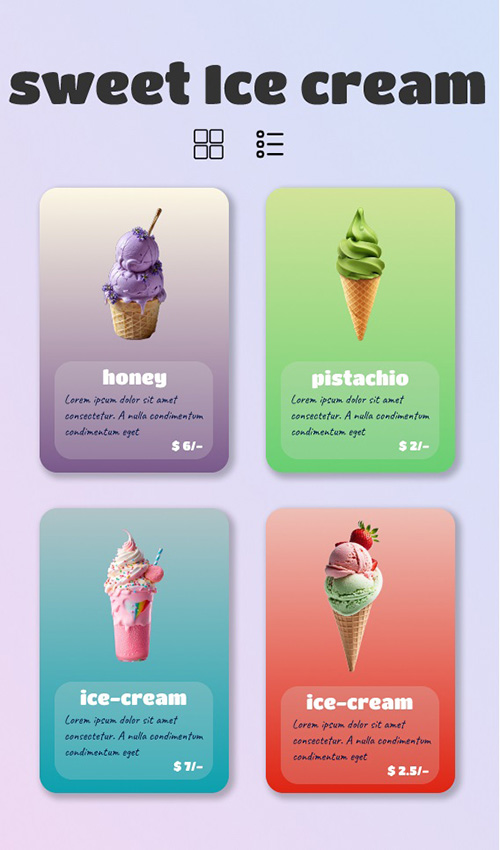 sweet Ice cream
honey
Lorem ipsum dolor sit amet
consectetur. A nulla condimentum
condimentum eget
$ 6/-
pistachio
Lorem ipsum dolor sit amet
consectetur. A nulla condimentum
condimentum eget
$ 2/-
ice-cream
Lorem ipsum dolor sit amet
consectetur. A nulla condimentum
condimentum eget
$ 7/-
ice-cream
Lorem ipsum dolor sit amet
consectetur. A nulla condimentum
condimentum eget
$ 2.5/-